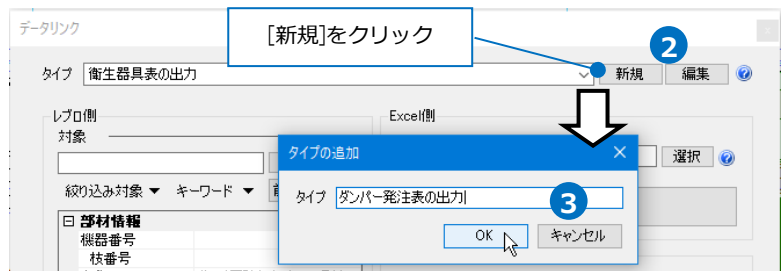 データリンク
[新規]をクリック
2
タイプ 衛生器具表の出力 新規 編集
レブロ側
Excel側
対象
タイプの追加
選択
絞り込み対象 ▼ キーワード ▼
タイプ ダンパー発注表の出力
3
部材情報
OK キャンセル
機器番号
枝番号